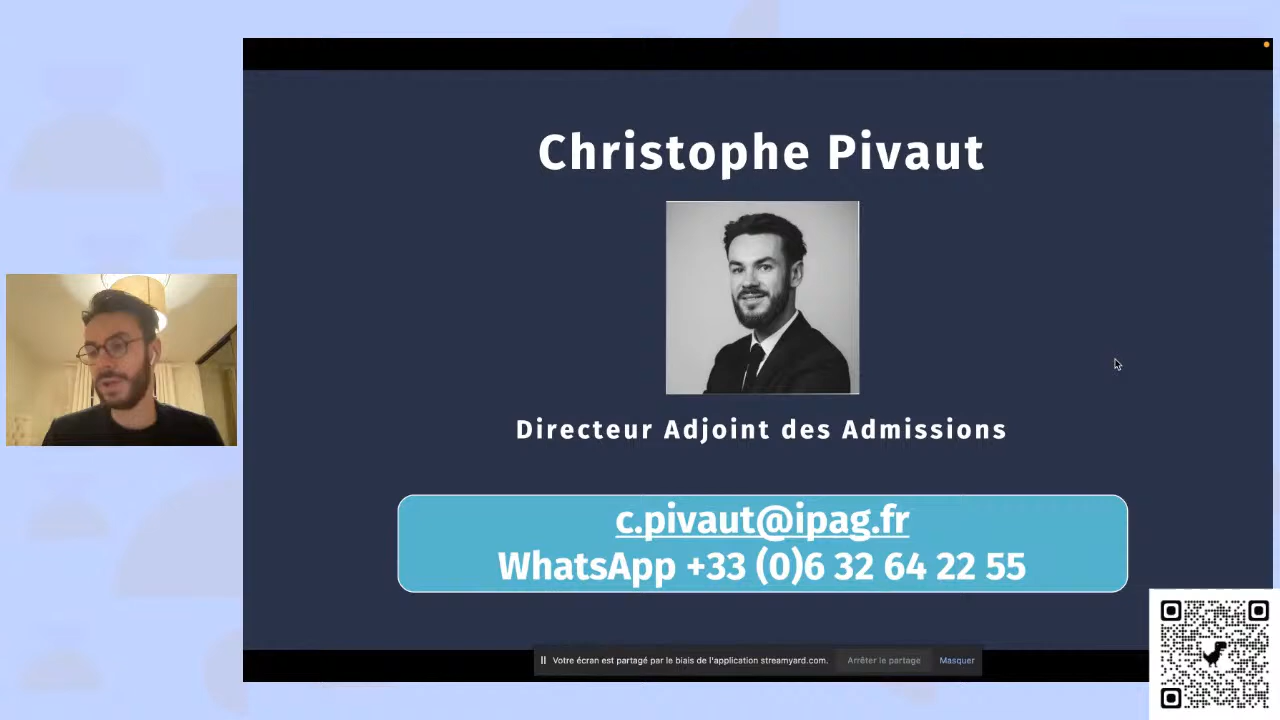 Christophe Pivaut
Directeur Adjoint des Admissions
c.pivaut@ipag.fr
WhatsApp +33 (0)6 32 64 22 55
Votre écran est partagé par le biais de l'application streamyard.com. Arrêter le partage Masquer